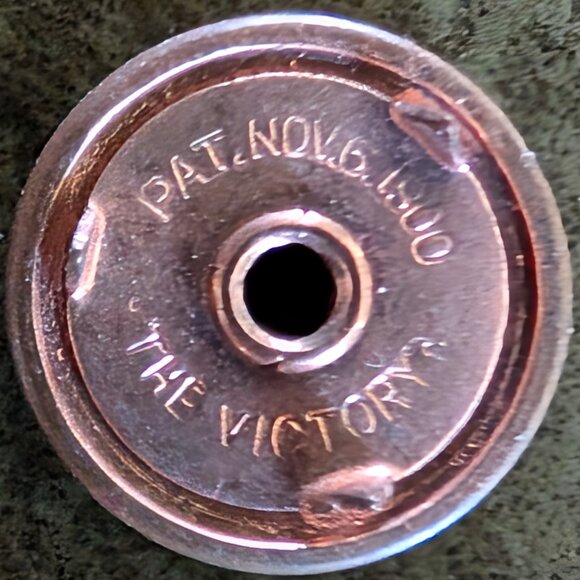 PAT. NOV. 6. 1900
THE VICTORY